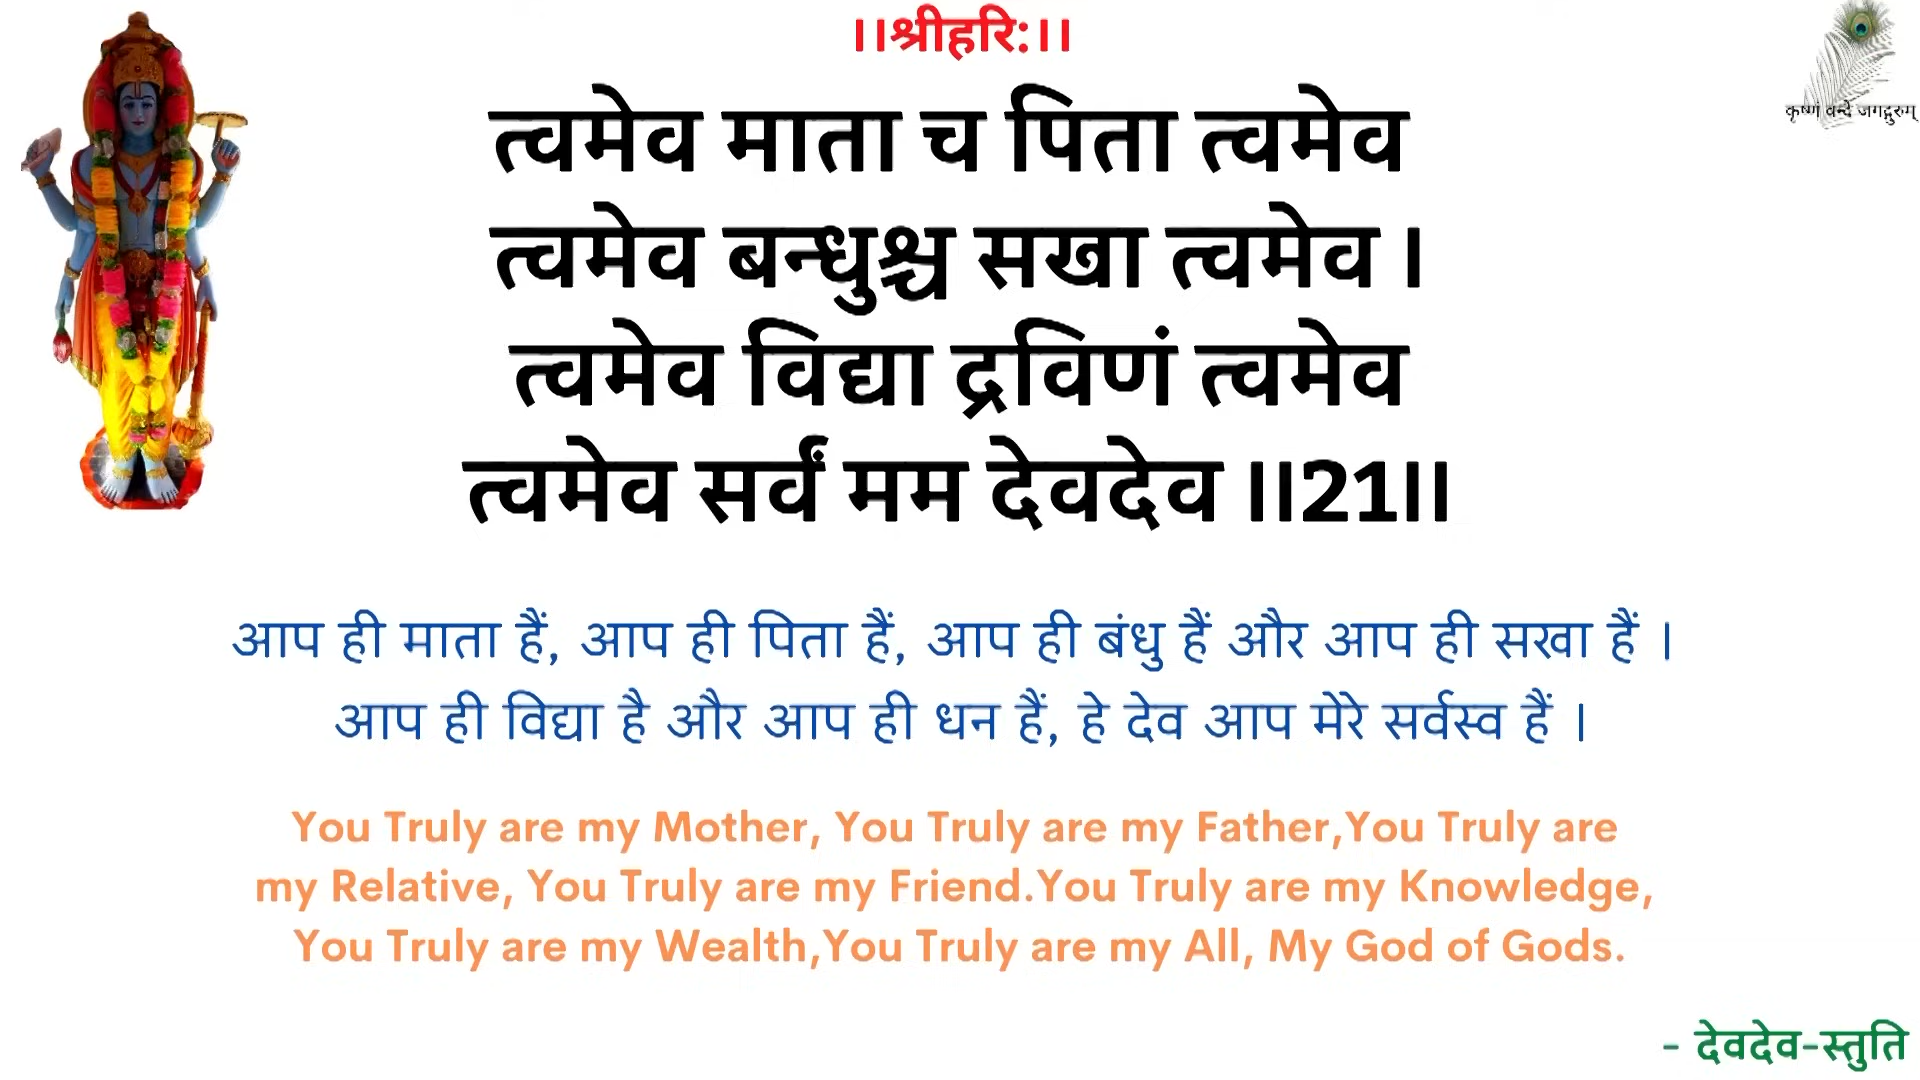 ।।श्रीहरि:।।
कृष्णं वन्दे जगद्गुरुम्
त्वमेव माता च पिता त्वमेव
त्वमेव बन्धुश्च सखा त्वमेव ।
त्वमेव विद्या द्रविणं त्वमेव
त्वमेव सर्वं मम देवदेव ।।21।।
आप ही माता हैं, आप ही पिता हैं, आप ही बंधु हैं और आप ही सखा हैं ।
आप ही विद्या है और आप ही धन हैं, हे देव आप मेरे सर्वस्व हैं ।
You Truly are my Mother, You Truly are my Father,You Truly are
my Relative, You Truly are my Friend.You Truly are my Knowledge,
You Truly are my Wealth,You Truly are my All, My God of Gods.
- देवदेव-स्तुति